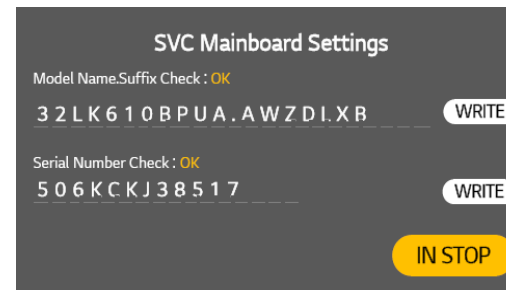 SVC Mainboard Settings
Model Name.Suffix Check : OK
32LK610BPUA.AWZDLXB
WRITE
Serial Number Check : OK
506KCKJ38517
WRITE
IN STOP